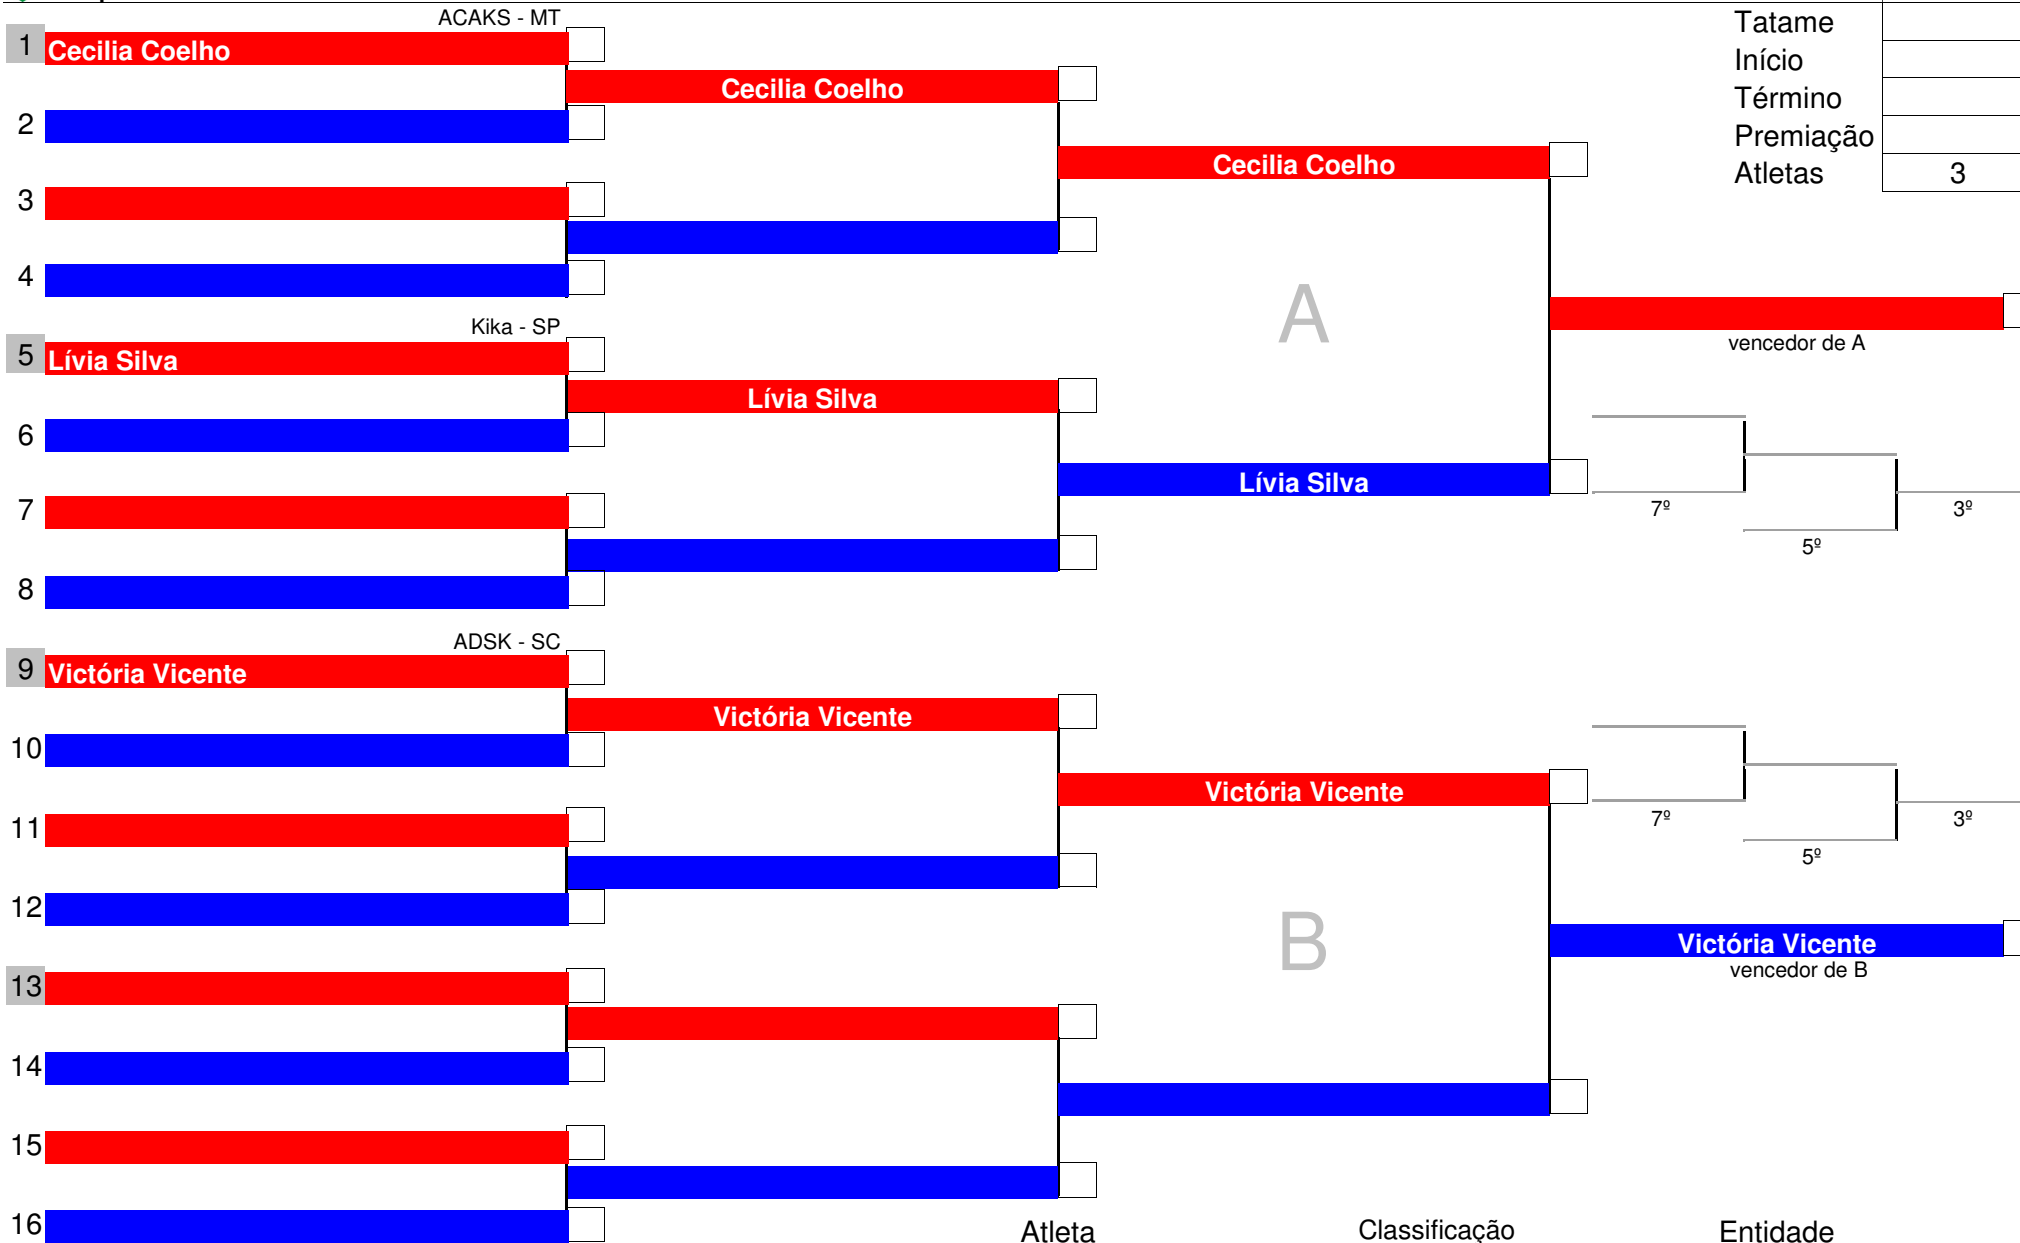 ACAKS - MT
1 Cecilia Coelho
Cecilia Coelho
2
Cecilia Coelho
3
4
Tatame
Início
Término
Premiação
Atletas 3
A
vencedor de A
Kika - SP
5 Lívia Silva
Lívia Silva
6
Lívia Silva
7
8
7º
3º
5º
ADSK - SC
9 Victória Vicente
Victória Vicente
10
Victória Vicente
11
12
7º
3º
5º
B
Victória Vicente
vencedor de B
13
14
15
16
Atleta Classificação Entidade